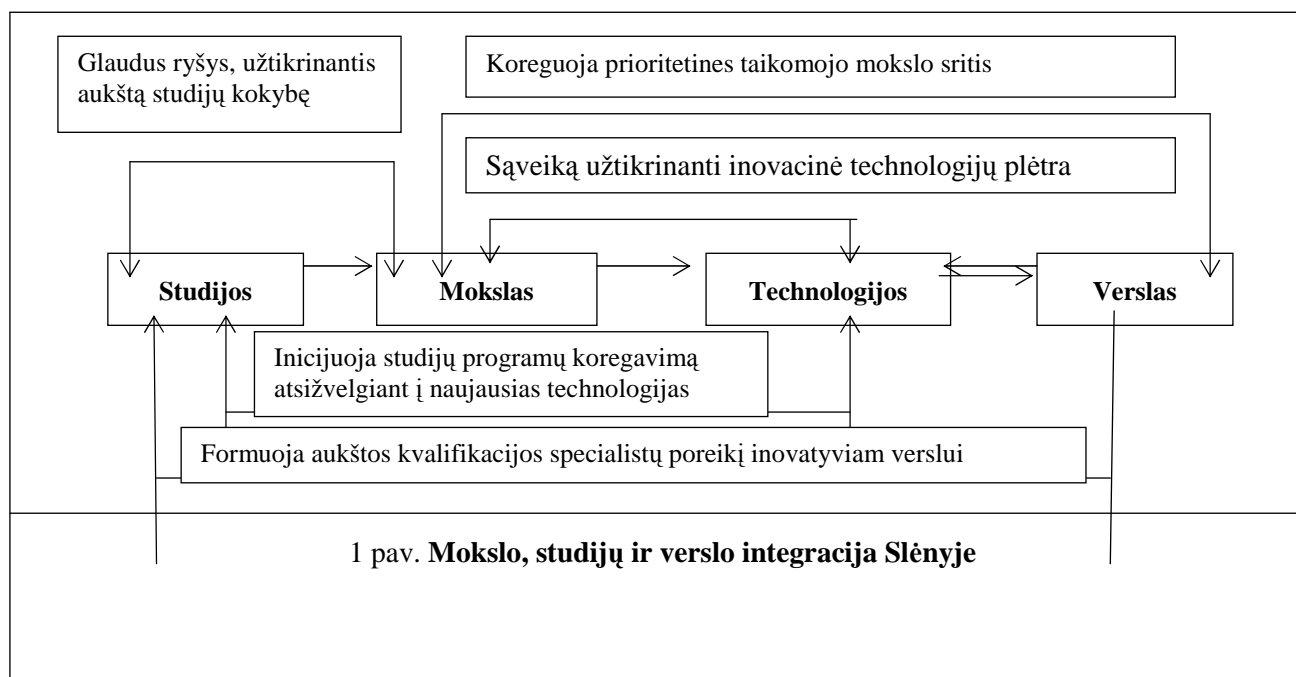 Glaudus ryšys, užtikrinantis
aukštą studijų kokybę
Koreguoja prioritetines taikomojo mokslo sritis
Sąveiką užtikrinanti inovacinė technologijų plėtra
Studijos
Mokslas
Technologijos
Verslas
Inicijuoja studijų programų koregavimą
atsižvelgiant į naujausias technologijas
Formuoja aukštos kvalifikacijos specialistų poreikį inovatyviam verslui
1 pav. Mokslo, studijų ir verslo integracija Slėnyje